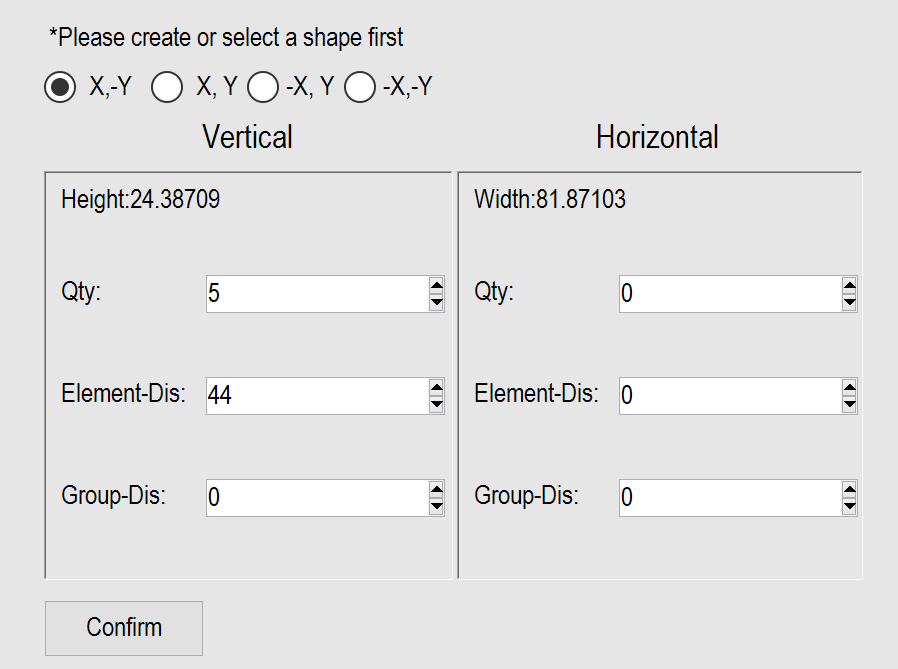 *Please create or select a shape first
X,-Y X, Y -X, Y -X,-Y
Vertical Horizontal
Height:24.38709 Width:81.87103
Qty: 5 Qty: 0
Element-Dis: 44 Element-Dis: 0
Group-Dis: 0 Group-Dis: 0
Confirm